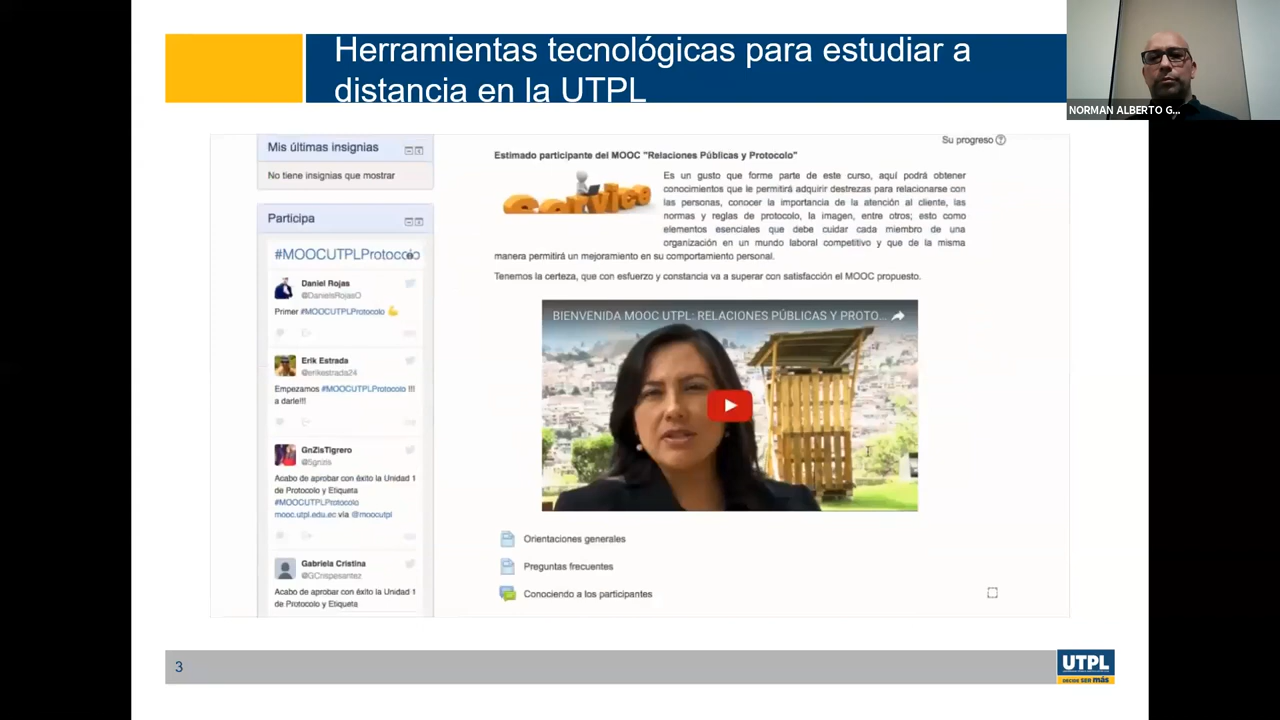 Herramientas tecnológicas para estudiar a
distancia en la UTPL
NORMAN ALBERTO G...
Mis últimas insignias
No tiene insignias que mostrar
Participa
#MOOCUTPLProtocolo
Daniel Rojas
@DanielsRojasO
Primer #MOOCUTPLProtocolo
Erik Estrada
@erikestrada24
Empezamos #MOOCUTPLProtocolo !!!
a darle!!!
GnZisTigrero
@5gnzis
Acabo de aprobar con éxito la Unidad 1
de Protocolo y Etiqueta
#MOOCUTPLProtocolo
mooc.utpl.edu.ec via @moocutpl
Gabriela Cristina
@GCrispesantez
Acabo de aprobar con éxito la Unidad 1
de Protocolo y Etiqueta
Su progreso
Estimado participante del MOOC "Relaciones Públicas y Protocolo"
Service
Es un gusto que forme parte de este curso, aquí podrá obtener
conocimientos que le permitirá adquirir destrezas para relacionarse con
las personas, conocer la importancia de la atención al cliente, las
normas y reglas de protocolo, la imagen, entre otros; esto como
elementos esenciales que debe cuidar cada miembro de una
organización en un mundo laboral competitivo y que de la misma
manera permitirá un mejoramiento en su comportamiento personal.
Tenemos la certeza, que con esfuerzo y constancia va a superar con satisfacción el MOOC propuesto.
BIENVENIDA MOOC UTPL: RELACIONES PÚBLICAS Y PROTO...
Orientaciones generales
Preguntas frecuentes
Conociendo a los participantes
3
UTPL
DECIDE SER más